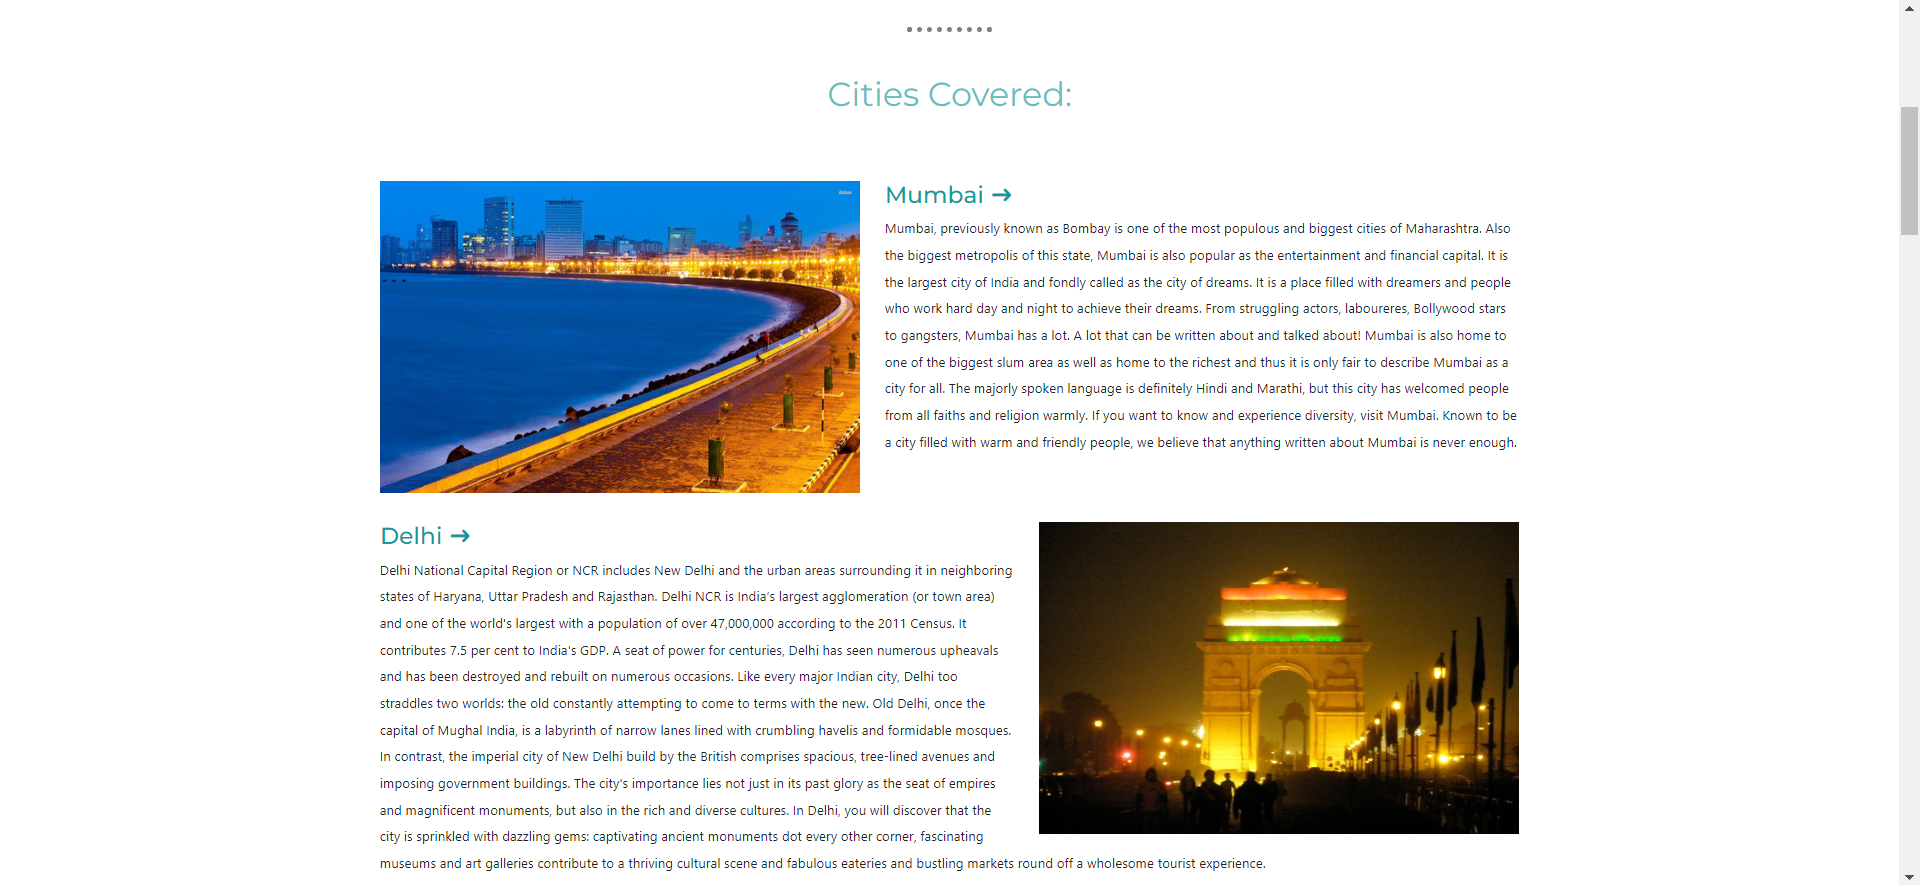 Cities Covered:
Mumbai →
Mumbai, previously known as Bombay is one of the most populous and biggest cities of Maharashtra. Also
the biggest metropolis of this state, Mumbai is also popular as the entertainment and financial capital. It is
the largest city of India and fondly called as the city of dreams. It is a place filled with dreamers and people
who work hard day and night to achieve their dreams. From struggling actors, laboureres, Bollywood stars
to gangsters, Mumbai has a lot. A lot that can be written about and talked about! Mumbai is also home to
one of the biggest slum area as well as home to the richest and thus it is only fair to describe Mumbai as a
city for all. The majorly spoken language is definitely Hindi and Marathi, but this city has welcomed people
from all faiths and religion warmly. If you want to know and experience diversity, visit Mumbai. Known to be
a city filled with warm and friendly people, we believe that anything written about Mumbai is never enough.
Delhi →
Delhi National Capital Region or NCR includes New Delhi and the urban areas surrounding it in neighboring
states of Haryana, Uttar Pradesh and Rajasthan. Delhi NCR is India's largest agglomeration (or town area)
and one of the world's largest with a population of over 47,000,000 according to the 2011 Census. It
contributes 7.5 per cent to India's GDP. A seat of power for centuries, Delhi has seen numerous upheavals
and has been destroyed and rebuilt on numerous occasions. Like every major Indian city, Delhi too
straddles two worlds: the old constantly attempting to come to terms with the new. Old Delhi, once the
capital of Mughal India, is a labyrinth of narrow lanes lined with crumbling havelis and formidable mosques.
In contrast, the imperial city of New Delhi build by the British comprises spacious, tree-lined avenues and
imposing government buildings. The city's importance lies not just in its past glory as the seat of empires
and magnificent monuments, but also in the rich and diverse cultures. In Delhi, you will discover that the
city is sprinkled with dazzling gems: captivating ancient monuments dot every other corner, fascinating
museums and art galleries contribute to a thriving cultural scene and fabulous eateries and bustling markets round off a wholesome tourist experience.